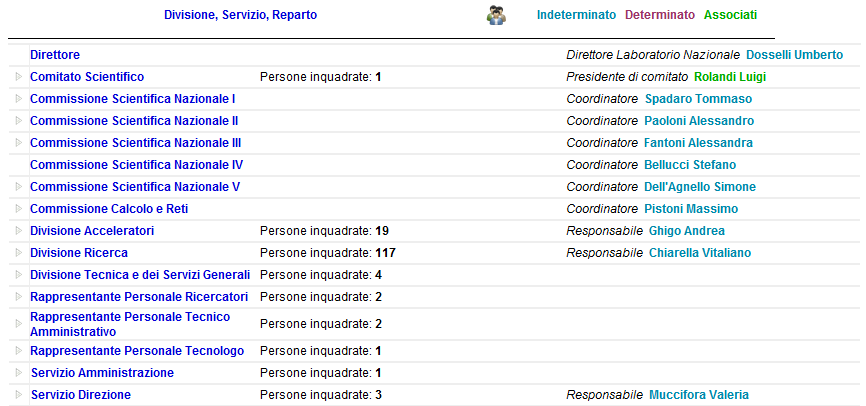 Divisione, Servizio, Reparto Indeterminato Determinato Associati
Direttore Direttore Laboratorio Nazionale Dosselli Umberto
Comitato Scientifico Persone inquadrate: 1 Presidente di comitato Rolandi Luigi
Commissione Scientifica Nazionale I Coordinatore Spadaro Tommaso
Commissione Scientifica Nazionale II Coordinatore Paoloni Alessandro
Commissione Scientifica Nazionale III Coordinatore Fantoni Alessandra
Commissione Scientifica Nazionale IV Coordinatore Bellucci Stefano
Commissione Scientifica Nazionale V Coordinatore Dell'Agnello Simone
Commissione Calcolo e Reti Coordinatore Pistoni Massimo
Divisione Acceleratori Persone inquadrate: 19 Responsabile Ghigo Andrea
Divisione Ricerca Persone inquadrate: 117 Responsabile Chiarella Vitaliano
Divisione Tecnica e dei Servizi Generali Persone inquadrate: 4
Rappresentante Personale Ricercatori Persone inquadrate: 2
Rappresentante Personale Tecnico
Amministrativo Persone inquadrate: 2
Rappresentante Personale Tecnologo Persone inquadrate: 1
Servizio Amministrazione Persone inquadrate: 1
Servizio Direzione Persone inquadrate: 3 Responsabile Muccifora Valeria